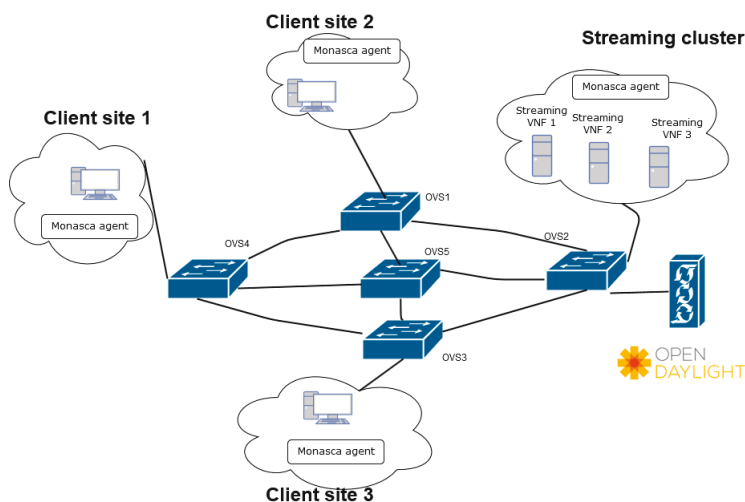 Client site 2
Monasca agent
Streaming cluster
Monasca agent
Streaming
VNF 1
Streaming
VNF 2
Streaming
VNF 3
Client site 1
Monasca agent
OVS1
OVS2
OVS4
OVS5
OVS3
OPEN
DAYLIGHT
Monasca agent
Client site 3